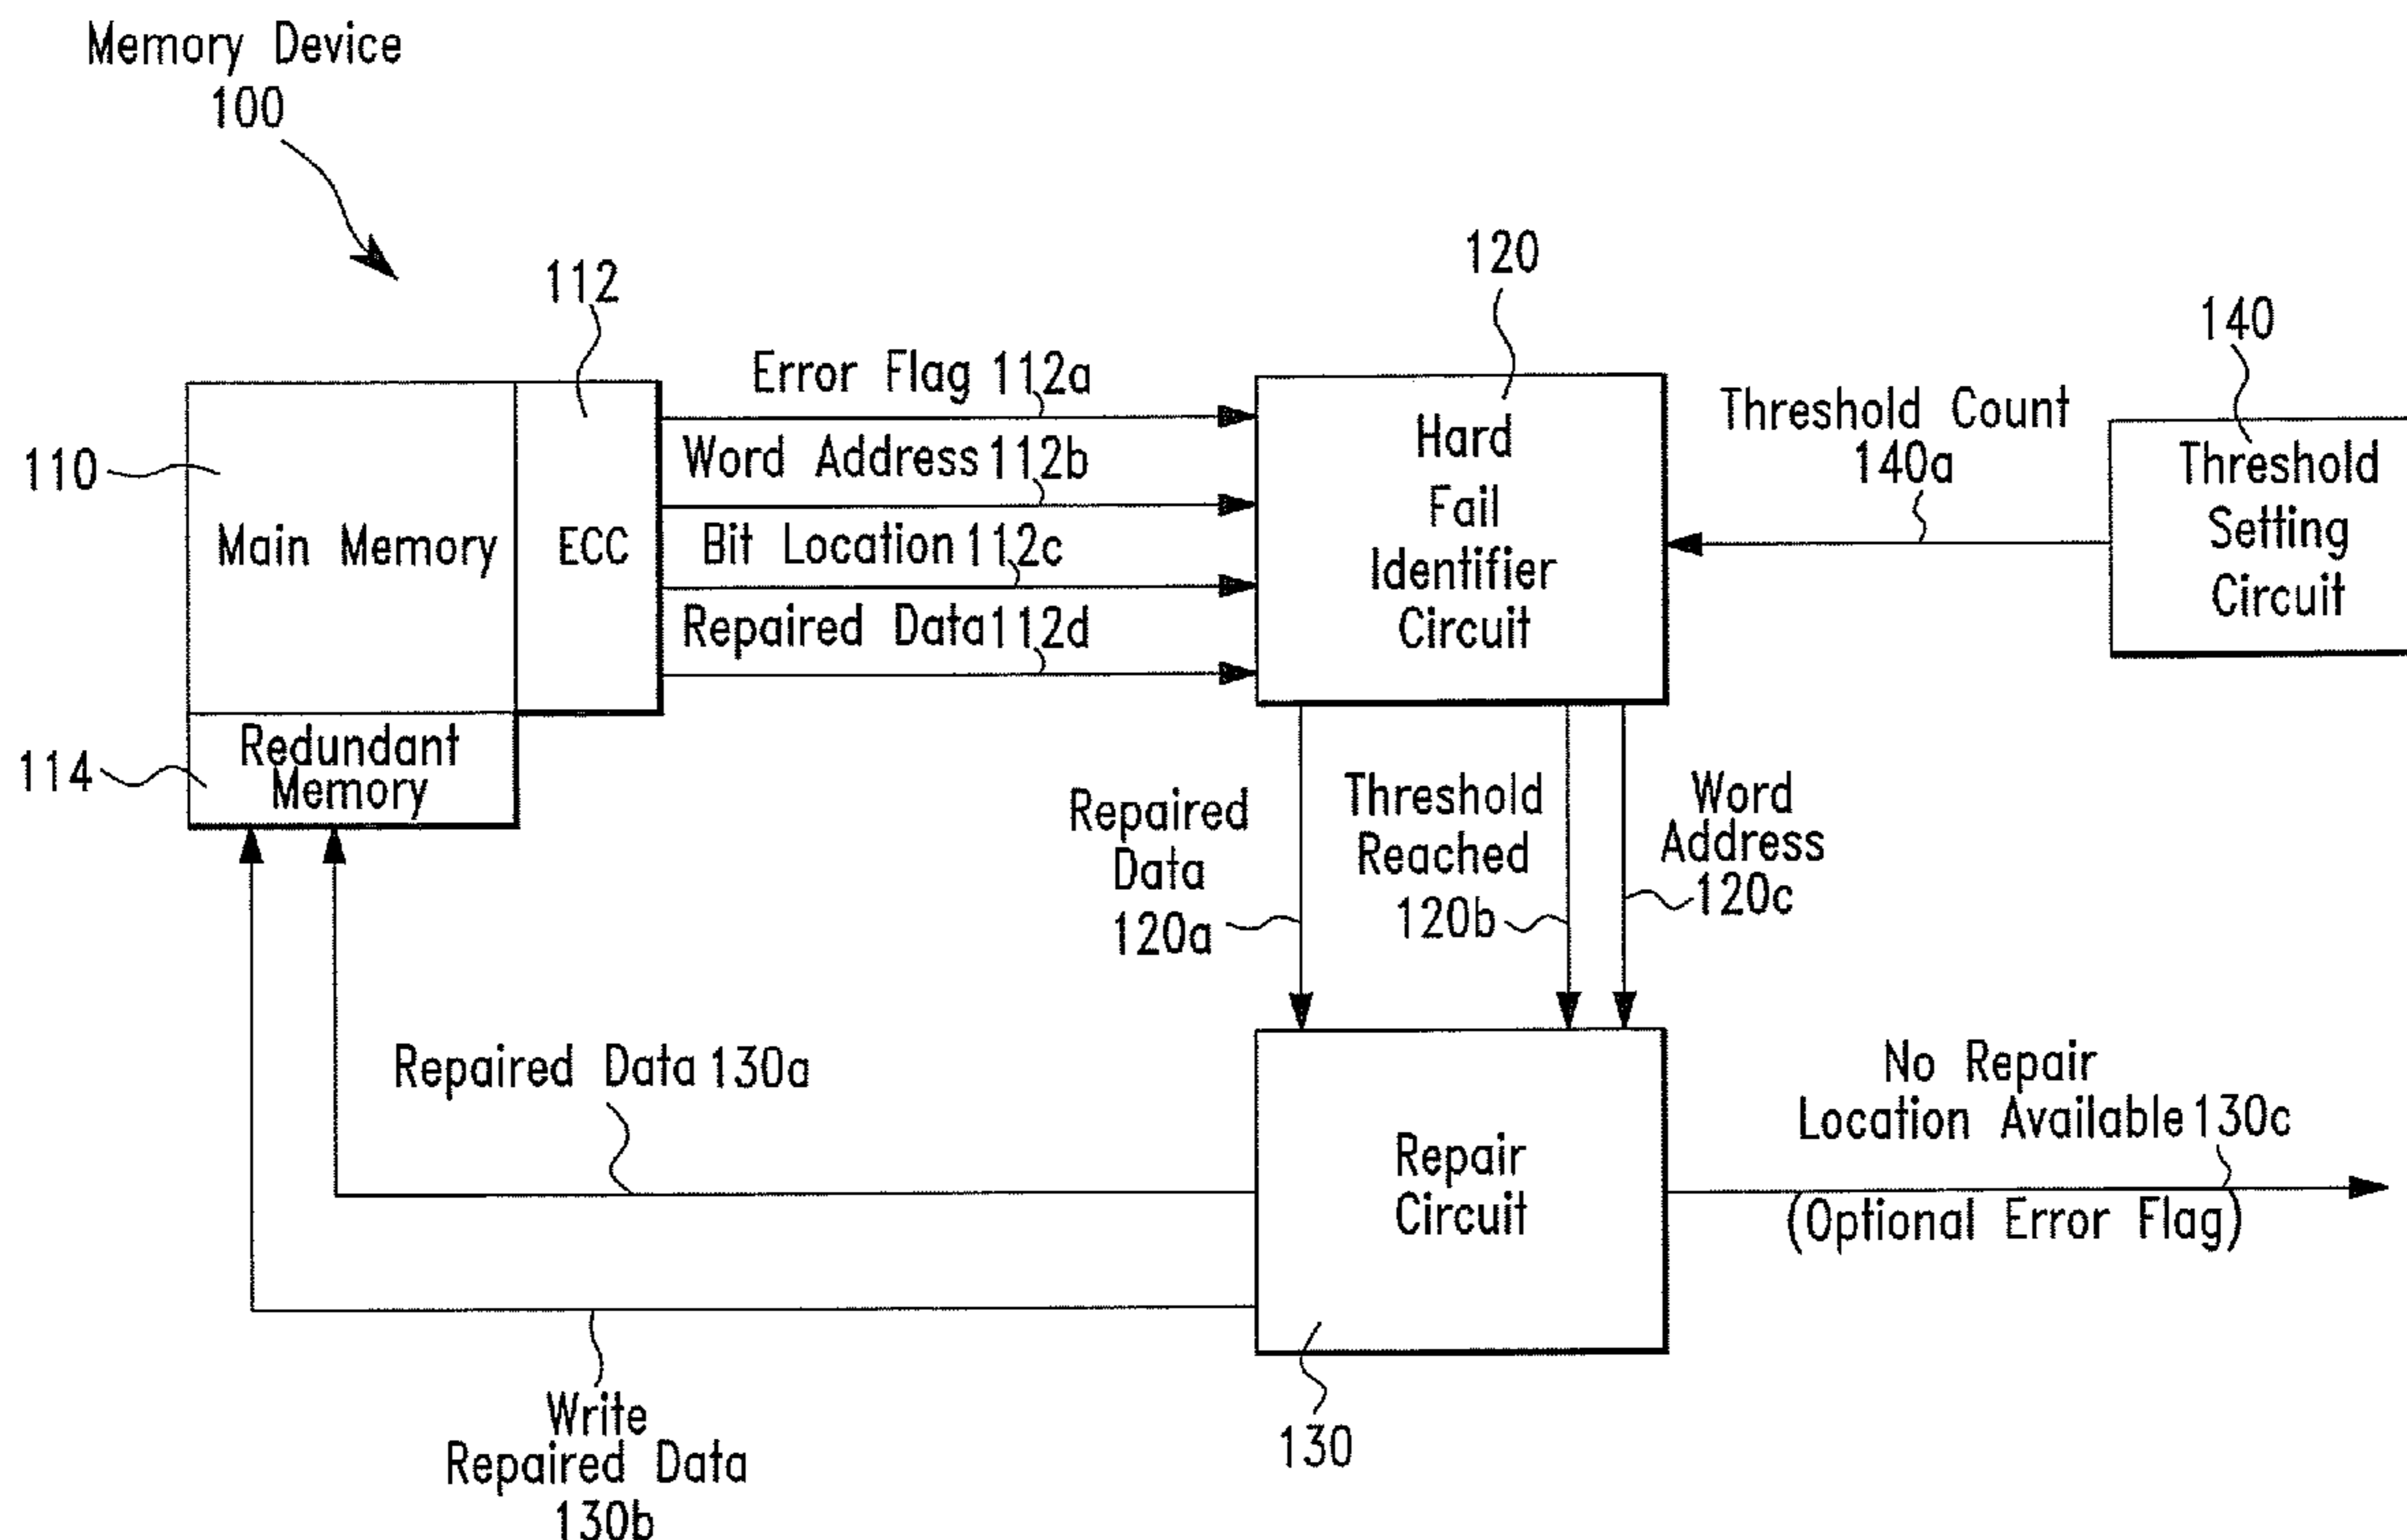 Memory Device
100
112
120
140
Error Flag 112a
Word Address 112b
Bit Location 112c
Repaired Data 112d
110
Main Memory
ECC
Hard
Fail
Identifier
Circuit
Threshold Count
140a
Threshold
Setting
Circuit
114
Redundant
Memory
Repaired
Data
120a
Threshold
Reached
120b
Word
Address
120c
Repaired Data 130a
Repair
Circuit
No Repair
Location Available 130c
(Optional Error Flag)
Write
Repaired Data
130b
130